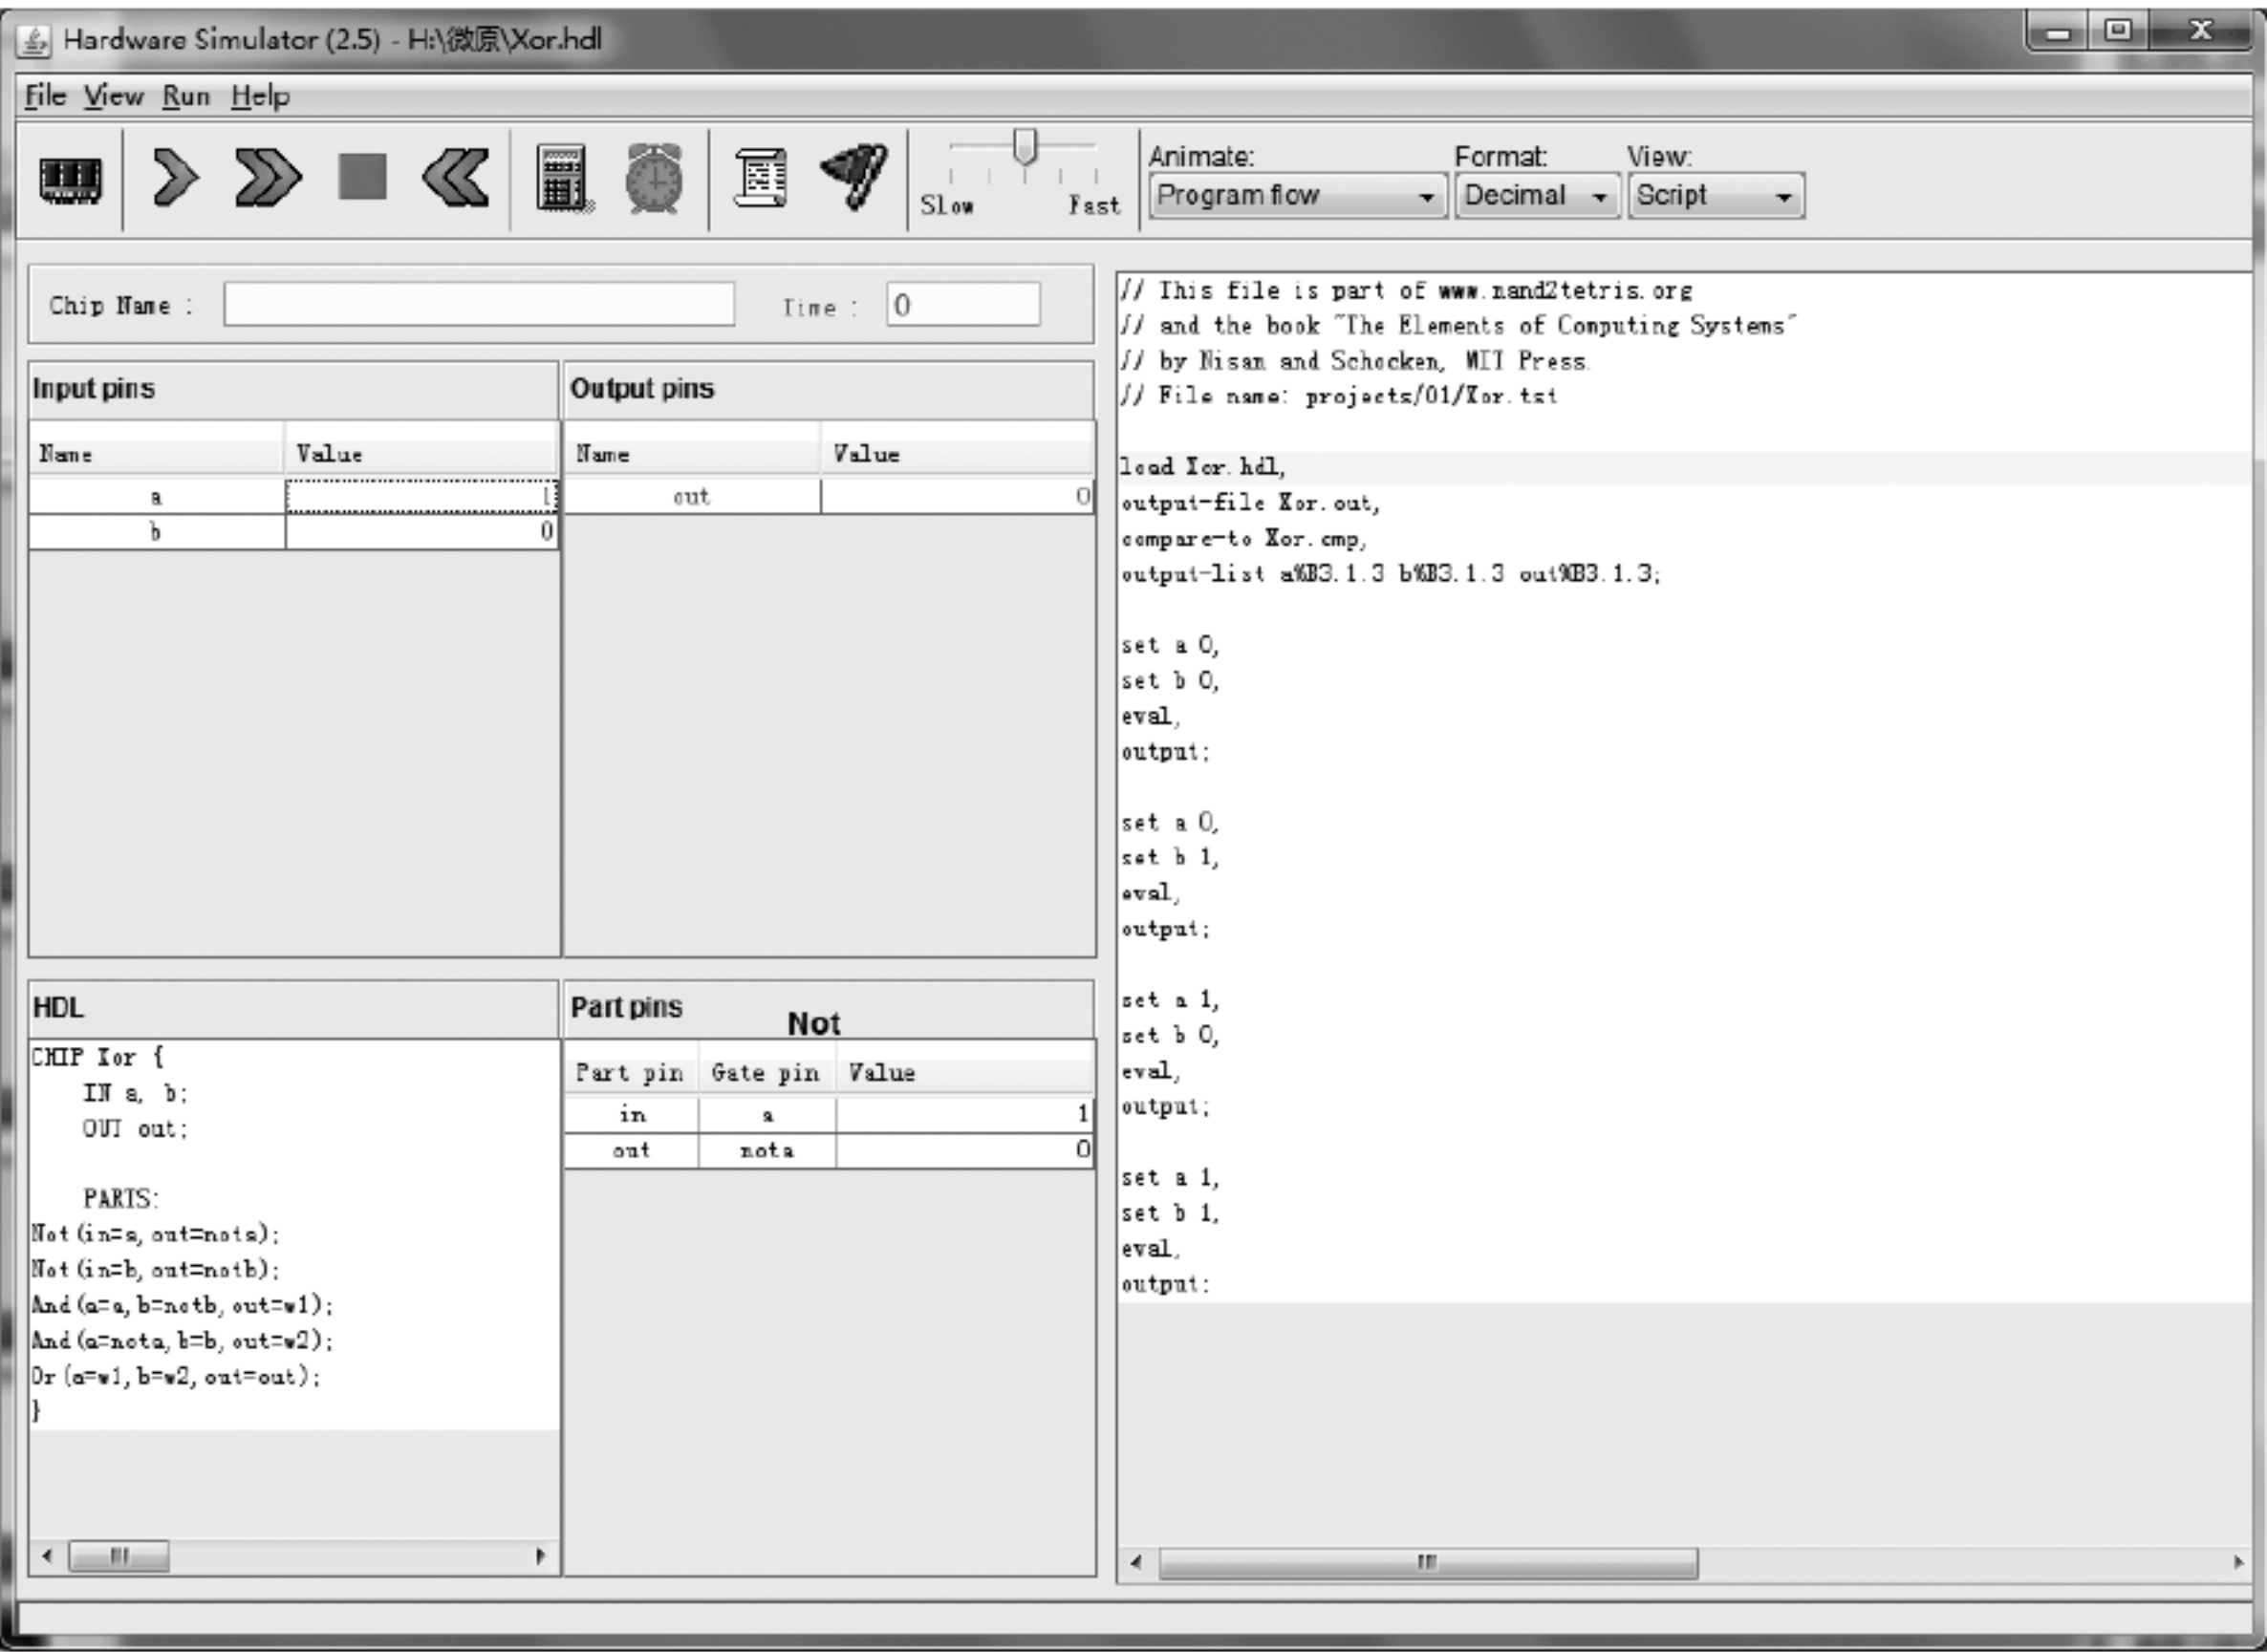 Hardware Simulator (2.5) - H:\微原\Xor.hdl
File View Run Help
Animate: Format: View:
Slow Fast Program flow Decimal Script
Chip Name : Time : 0
Input pins Output pins
Name Value Name Value
a 1 out 0
b 0
HDL Part pins Not
CHIP Xor {
IN a, b;
OUT out;
PARTS:
Not(in=a,out=nota);
Not(in=b,out=notb);
And(a=a,b=notb,out=w1);
And(a=nota,b=b,out=w2);
Or(a=w1,b=w2,out=out);
}
Part pin Gate pin Value
in a 1
out nota 0
// This file is part of www.nand2tetris.org
// and the book "The Elements of Computing Systems"
// by Nisan and Schocken, MIT Press.
// File name: projects/01/Xor.tst
load Xor.hdl,
output-file Xor.out,
compare-to Xor.cmp,
output-list a%B3.1.3 b%B3.1.3 out%B3.1.3;
set a 0,
set b 0,
eval,
output;
set a 0,
set b 1,
eval,
output;
set a 1,
set b 0,
eval,
output;
set a 1,
set b 1,
eval,
output;